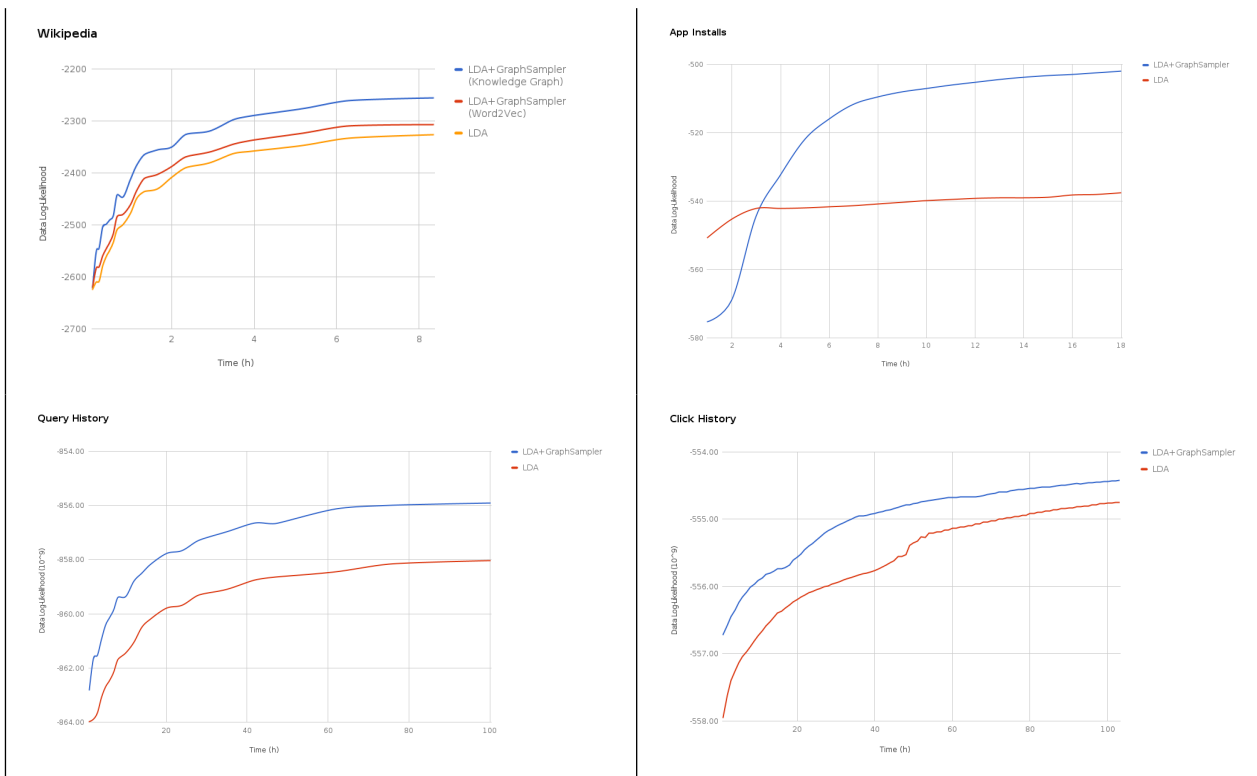 Wikipedia
-2200
-2300
-2400
-2500
-2600
-2700
2 4 6 8
Data Log-Likelihood
Time (h)
LDA+GraphSampler
(Knowledge Graph)
LDA+GraphSampler
(Word2Vec)
LDA
App Installs
-500
-520
-540
-560
-580
2 4 6 8 10 12 14 16 18
Data Log-Likelihood
Time (h)
LDA+GraphSampler
LDA
Query History
-854.00
-856.00
-858.00
-860.00
-862.00
-864.00
20 40 60 80 100
Data Log-Likelihood (10^9)
Time (h)
LDA+GraphSampler
LDA
Click History
-554.00
-555.00
-556.00
-557.00
-558.00
20 40 60 80 100
Data Log-Likelihood (10^9)
Time (h)
LDA+GraphSampler
LDA